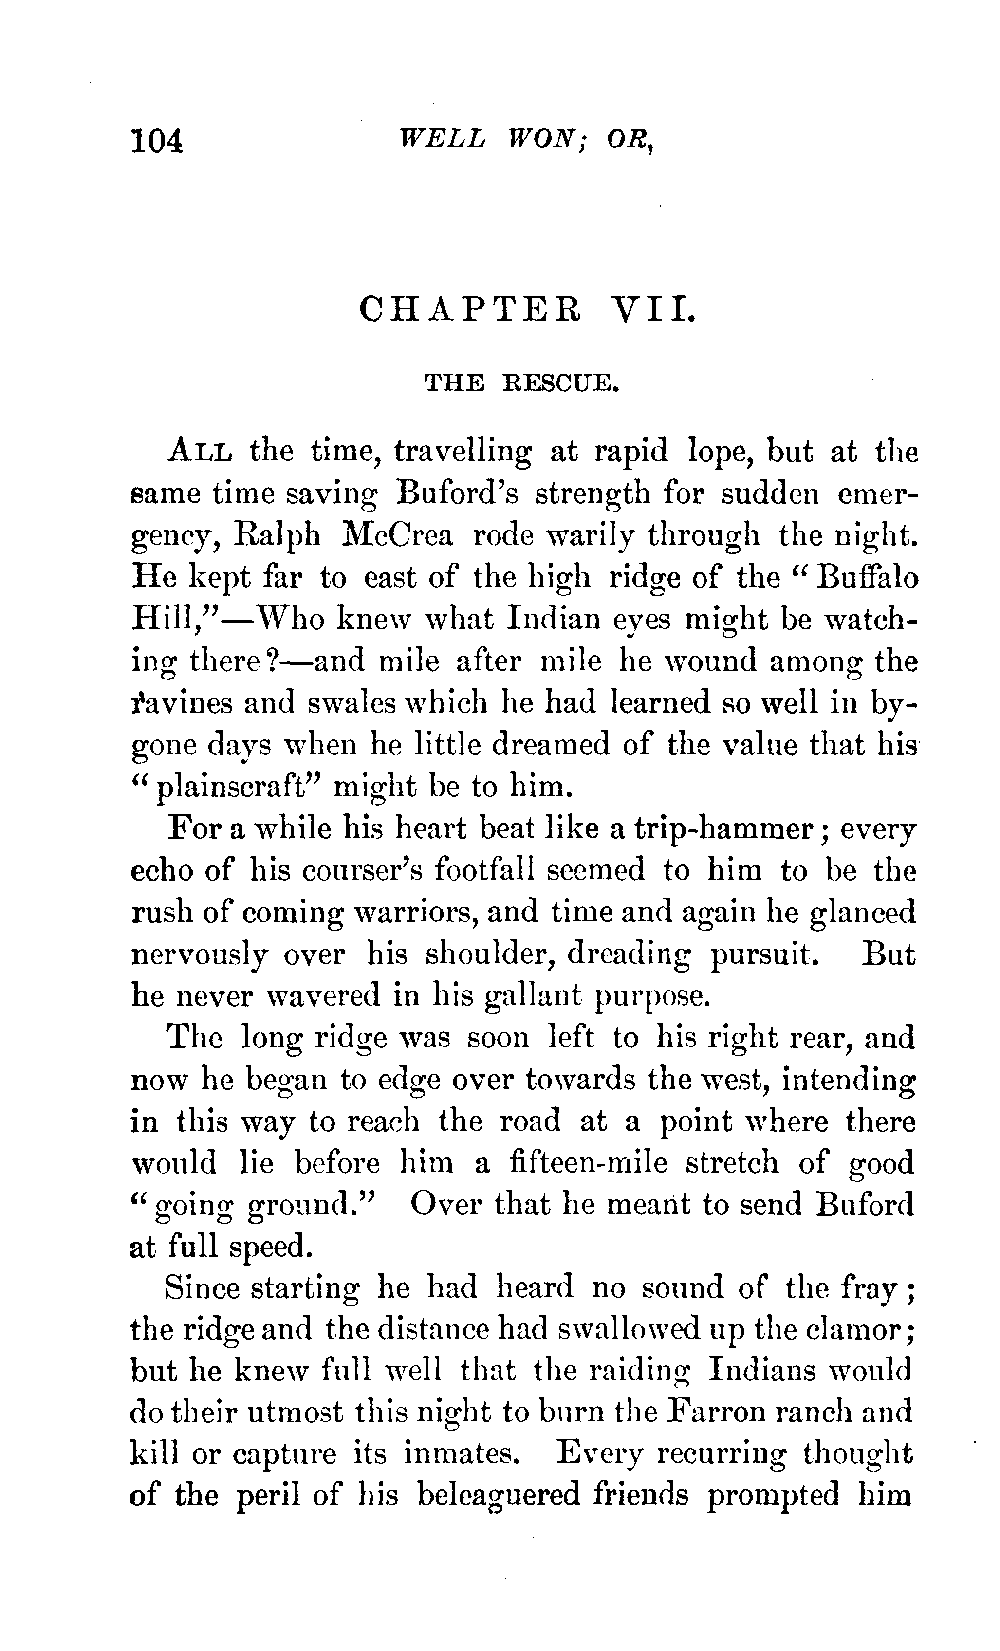 104 WELL WON; OR,
CHAPTER VII.
THE RESCUE.
ALL the time, travelling at rapid lope, but at the
same time saving Buford's strength for sudden emer-
gency, Ralph McCrea rode warily through the night.
He kept far to east of the high ridge of the "Buffalo
Hill,"—Who knew what Indian eyes might be watch-
ing there?—and mile after mile he wound among the
ravines and swales which he had learned so well in by-
gone days when he little dreamed of the value that his
"plainscraft" might be to him.
For a while his heart beat like a trip-hammer; every
echo of his courser's footfall seemed to him to be the
rush of coming warriors, and time and again he glanced
nervously over his shoulder, dreading pursuit. But
he never wavered in his gallant purpose.
The long ridge was soon left to his right rear, and
now he began to edge over towards the west, intending
in this way to reach the road at a point where there
would lie before him a fifteen-mile stretch of good
"going ground." Over that he meant to send Buford
at full speed.
Since starting he had heard no sound of the fray;
the ridge and the distance had swallowed up the clamor;
but he knew full well that the raiding Indians would
do their utmost this night to burn the Farron ranch and
kill or capture its inmates. Every recurring thought
of the peril of his beleaguered friends prompted him